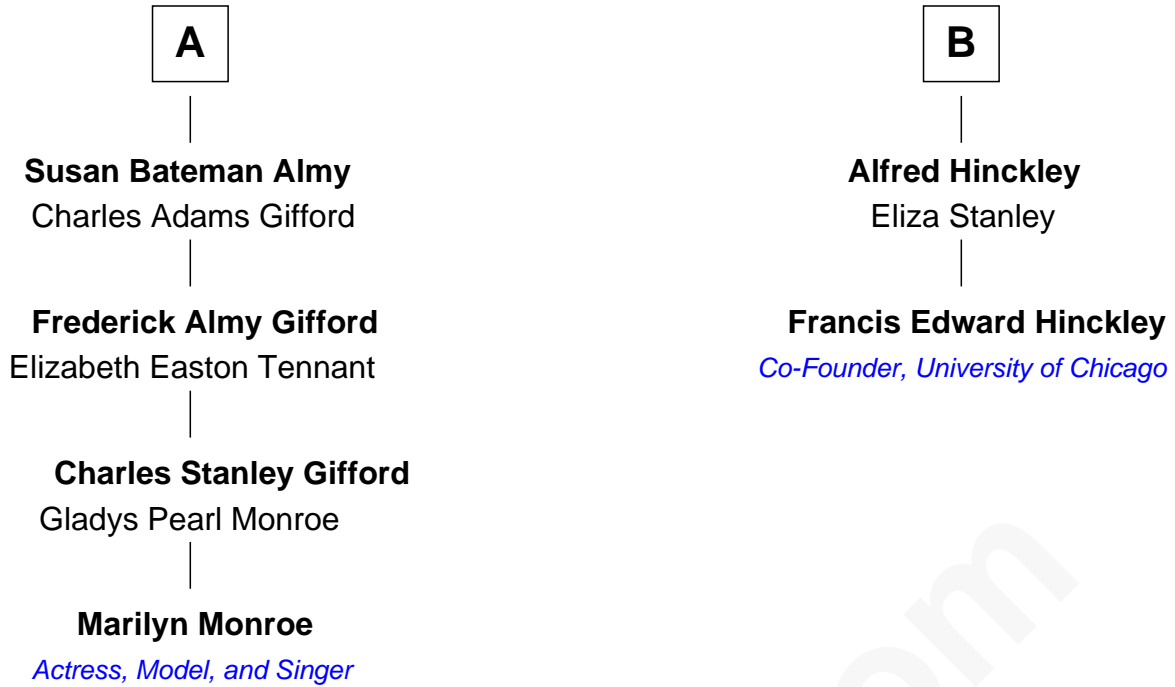 A
Susan Bateman Almy
Charles Adams Gifford
Frederick Almy Gifford
Elizabeth Easton Tennant
Charles Stanley Gifford
Gladys Pearl Monroe
Marilyn Monroe
Actress, Model, and Singer
B
Alfred Hinckley
Eliza Stanley
Francis Edward Hinckley
Co-Founder, University of Chicago
om